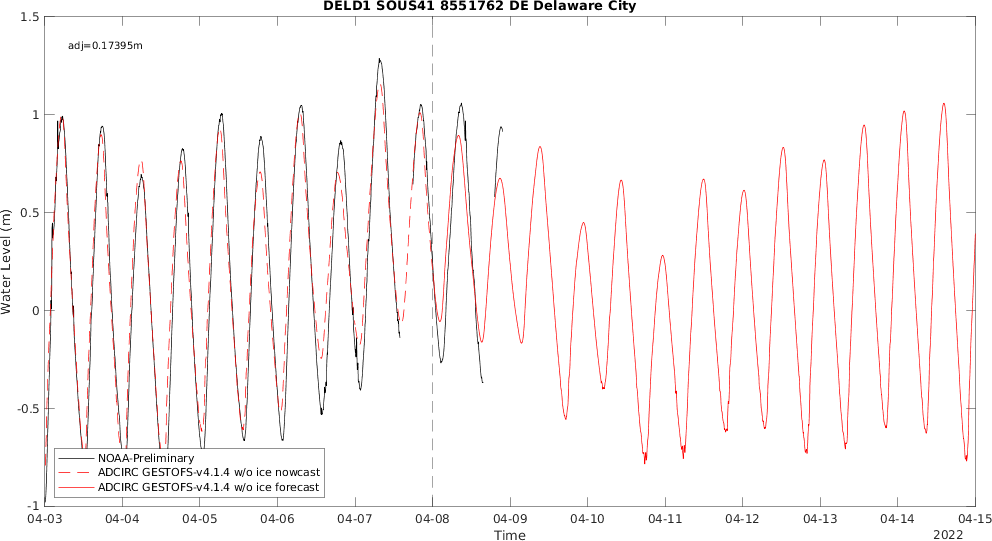 DELD1 SOUS41 8551762 DE Delaware City
adj=0.17395m
Water Level (m)
1.5
1
0.5
0
-0.5
-1
NOAA-Preliminary
ADCIRC GESTOFS-v4.1.4 w/o ice nowcast
ADCIRC GESTOFS-v4.1.4 w/o ice forecast
04-03 04-04 04-05 04-06 04-07 04-08 04-09 04-10 04-11 04-12 04-13 04-14 04-15
Time
2022